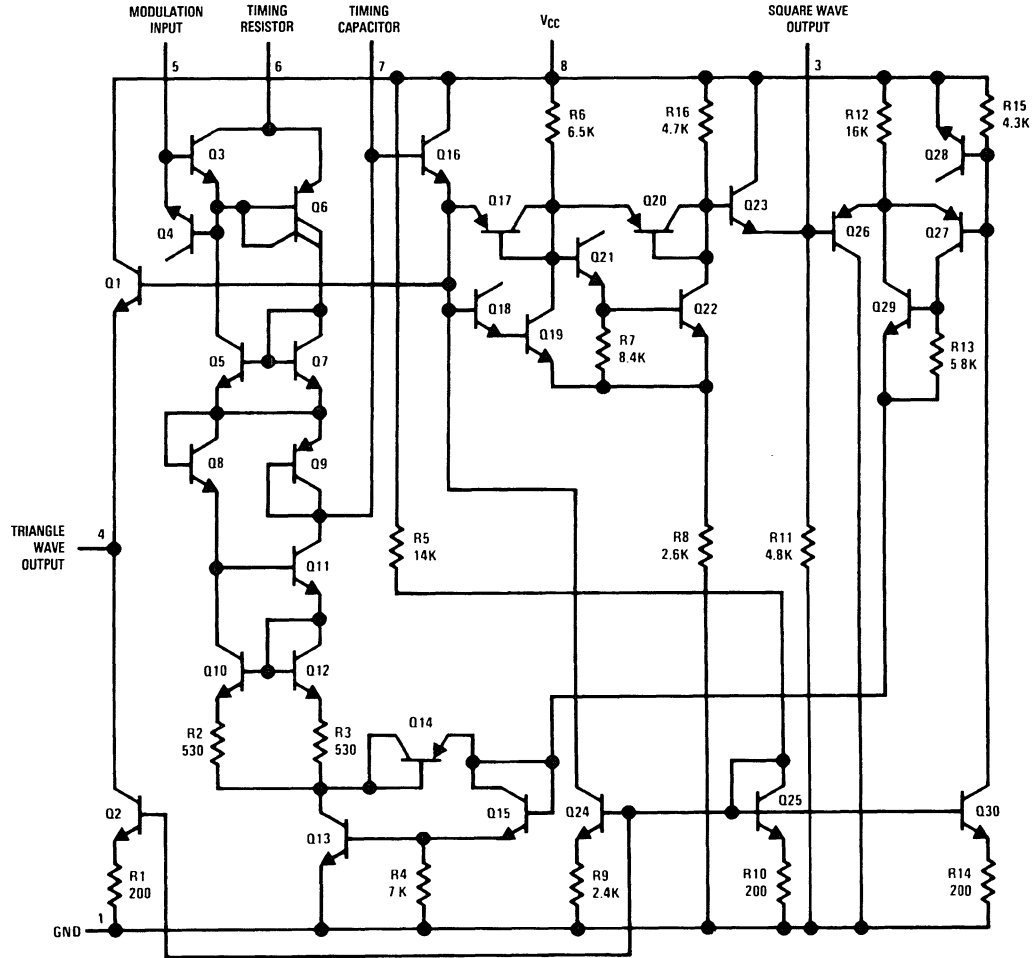 MODULATION
INPUT
TIMING
RESISTOR
TIMING
CAPACITOR
VCC
SQUARE WAVE
OUTPUT
5
6
7
8
3
R6
6.5K
R16
4.7K
R12
16K
R15
4.3K
Q3
Q16
Q28
Q6
Q17
Q20
Q23
Q4
Q26
Q27
Q21
Q1
Q18
Q22
Q29
Q19
R7
8.4K
R13
5 8K
Q5
Q7
Q8
Q9
TRIANGLE
WAVE
OUTPUT
4
R5
14K
R8
2.6K
R11
4.8K
Q11
Q10
Q12
R2
530
R3
530
Q14
Q2
Q13
Q15
Q24
Q25
Q30
R1
200
R4
7 K
R9
2.4K
R10
200
R14
200
GND
1